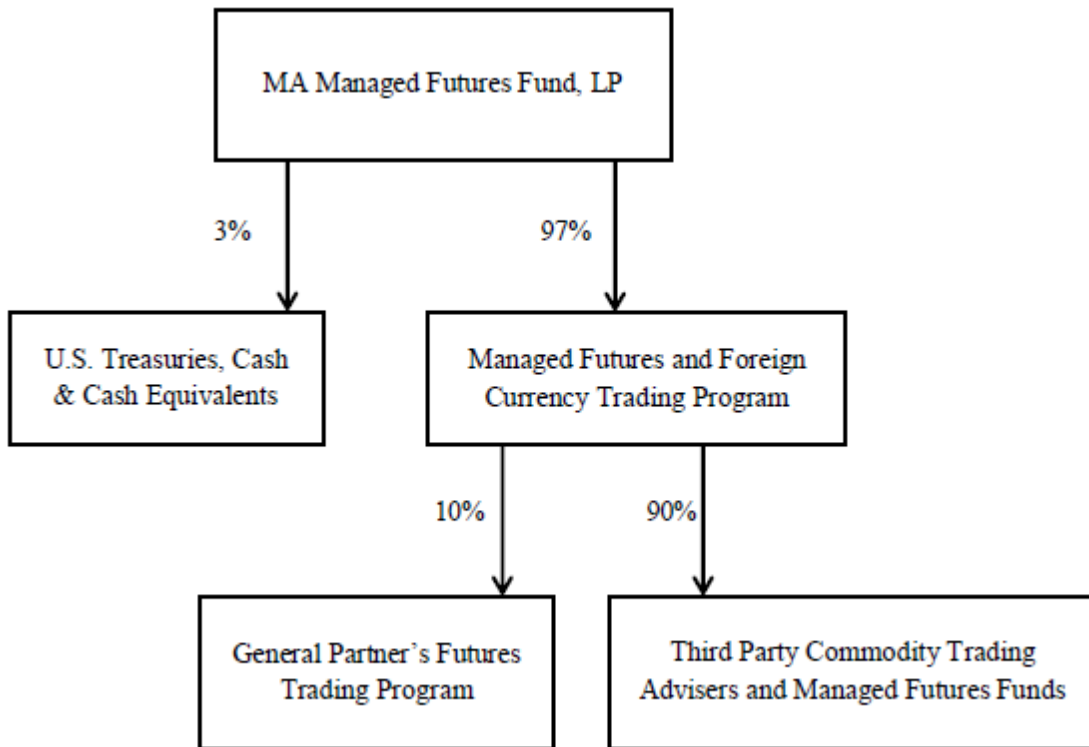 MA Managed Futures Fund, LP
3%
97%
U.S. Treasuries, Cash
& Cash Equivalents
Managed Futures and Foreign
Currency Trading Program
10%
90%
General Partner’s Futures
Trading Program
Third Party Commodity Trading
Advisers and Managed Futures Funds